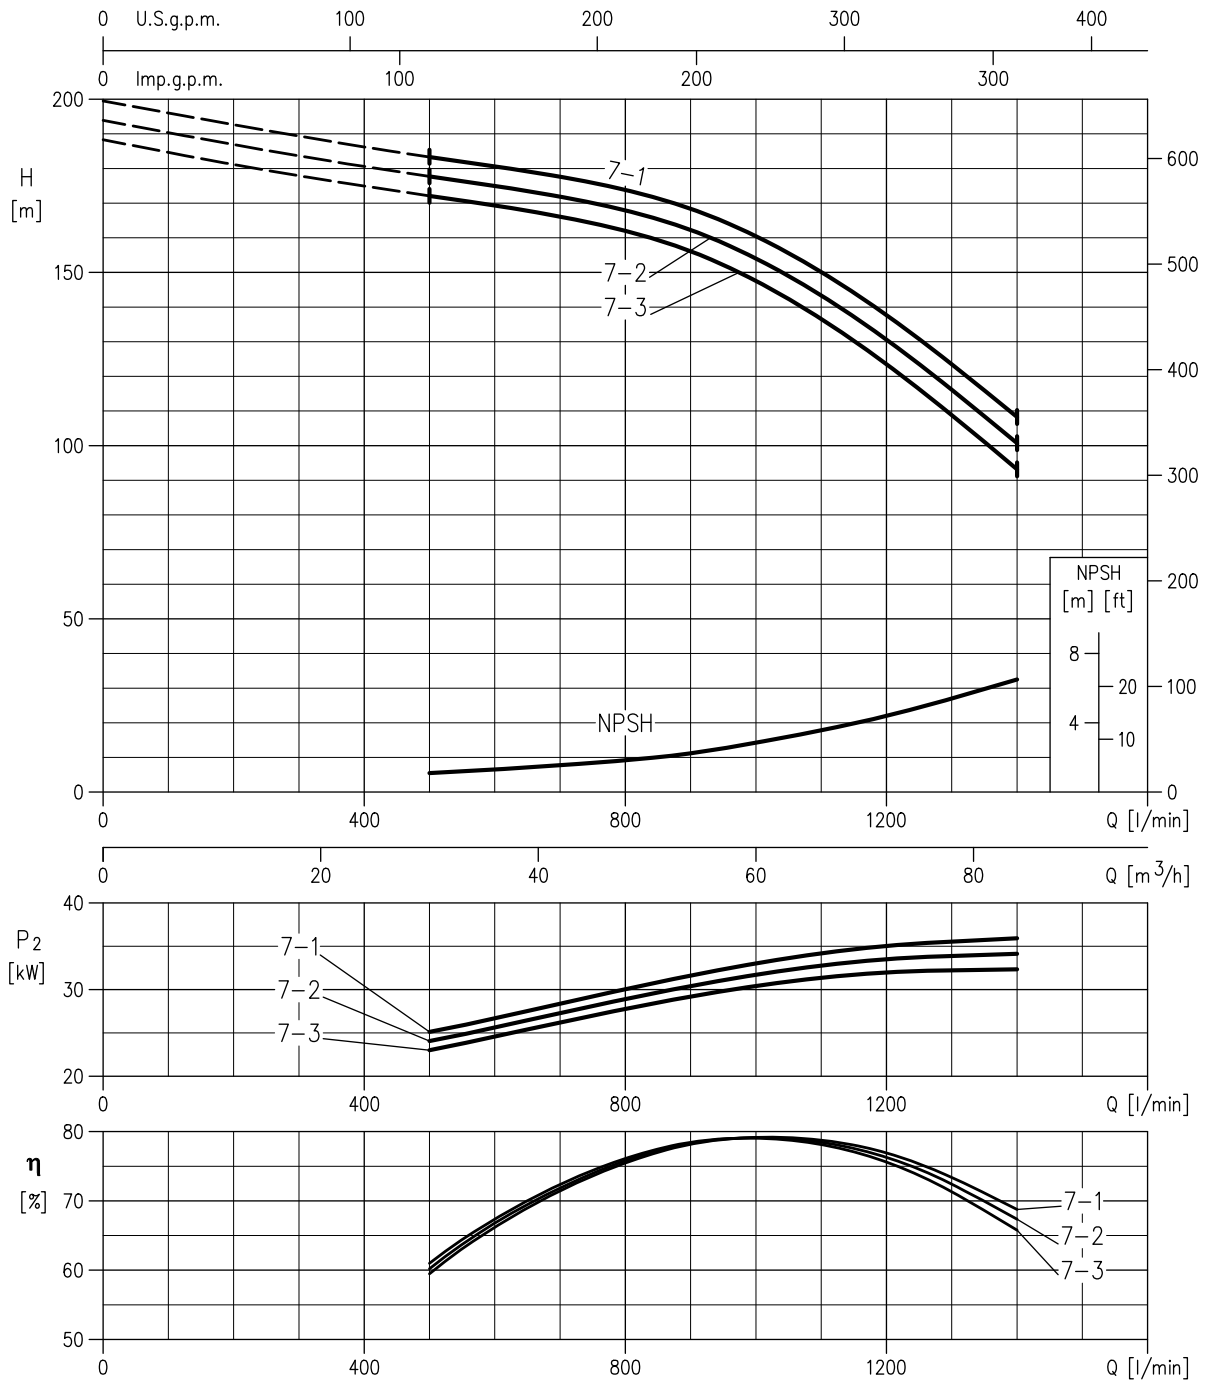 0 U.S.g.p.m. 100 200 300 400
0 Imp.g.p.m. 100 200 300
200
H
[m]
150
100
50
0
600
500
400
300
200
100
0
7-1
7-2
7-3
NPSH
NPSH
[m] [ft]
8
20
4
10
0 400 800 1200 Q [l/min]
0 20 40 60 80 Q [m³/h]
40
P₂
[kW]
30
20
7-1
7-2
7-3
0 400 800 1200 Q [l/min]
80
η
[%]
70
60
50
7-1
7-2
7-3
0 400 800 1200 Q [l/min]